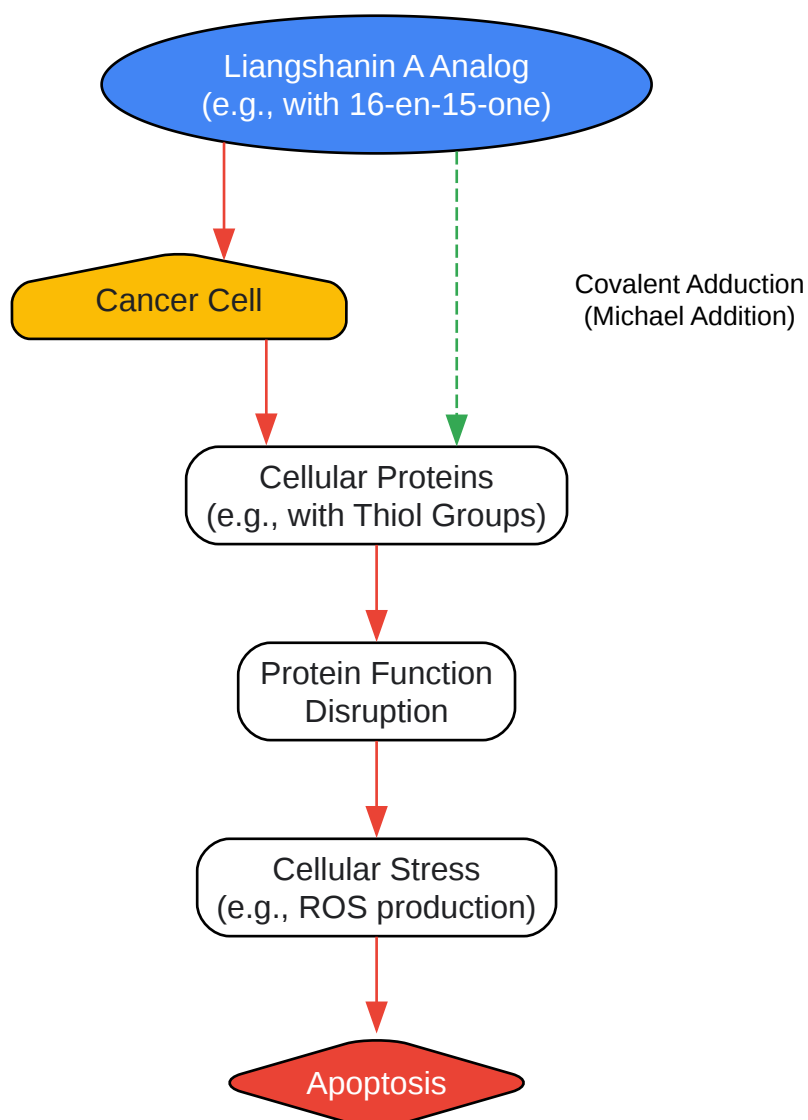 Liangshanin A Analog
(e.g., with 16-en-15-one)
Cancer Cell
Covalent Adduction
(Michael Addition)
Cellular Proteins
(e.g., with Thiol Groups)
Protein Function
Disruption
Cellular Stress
(e.g., ROS production)
Apoptosis